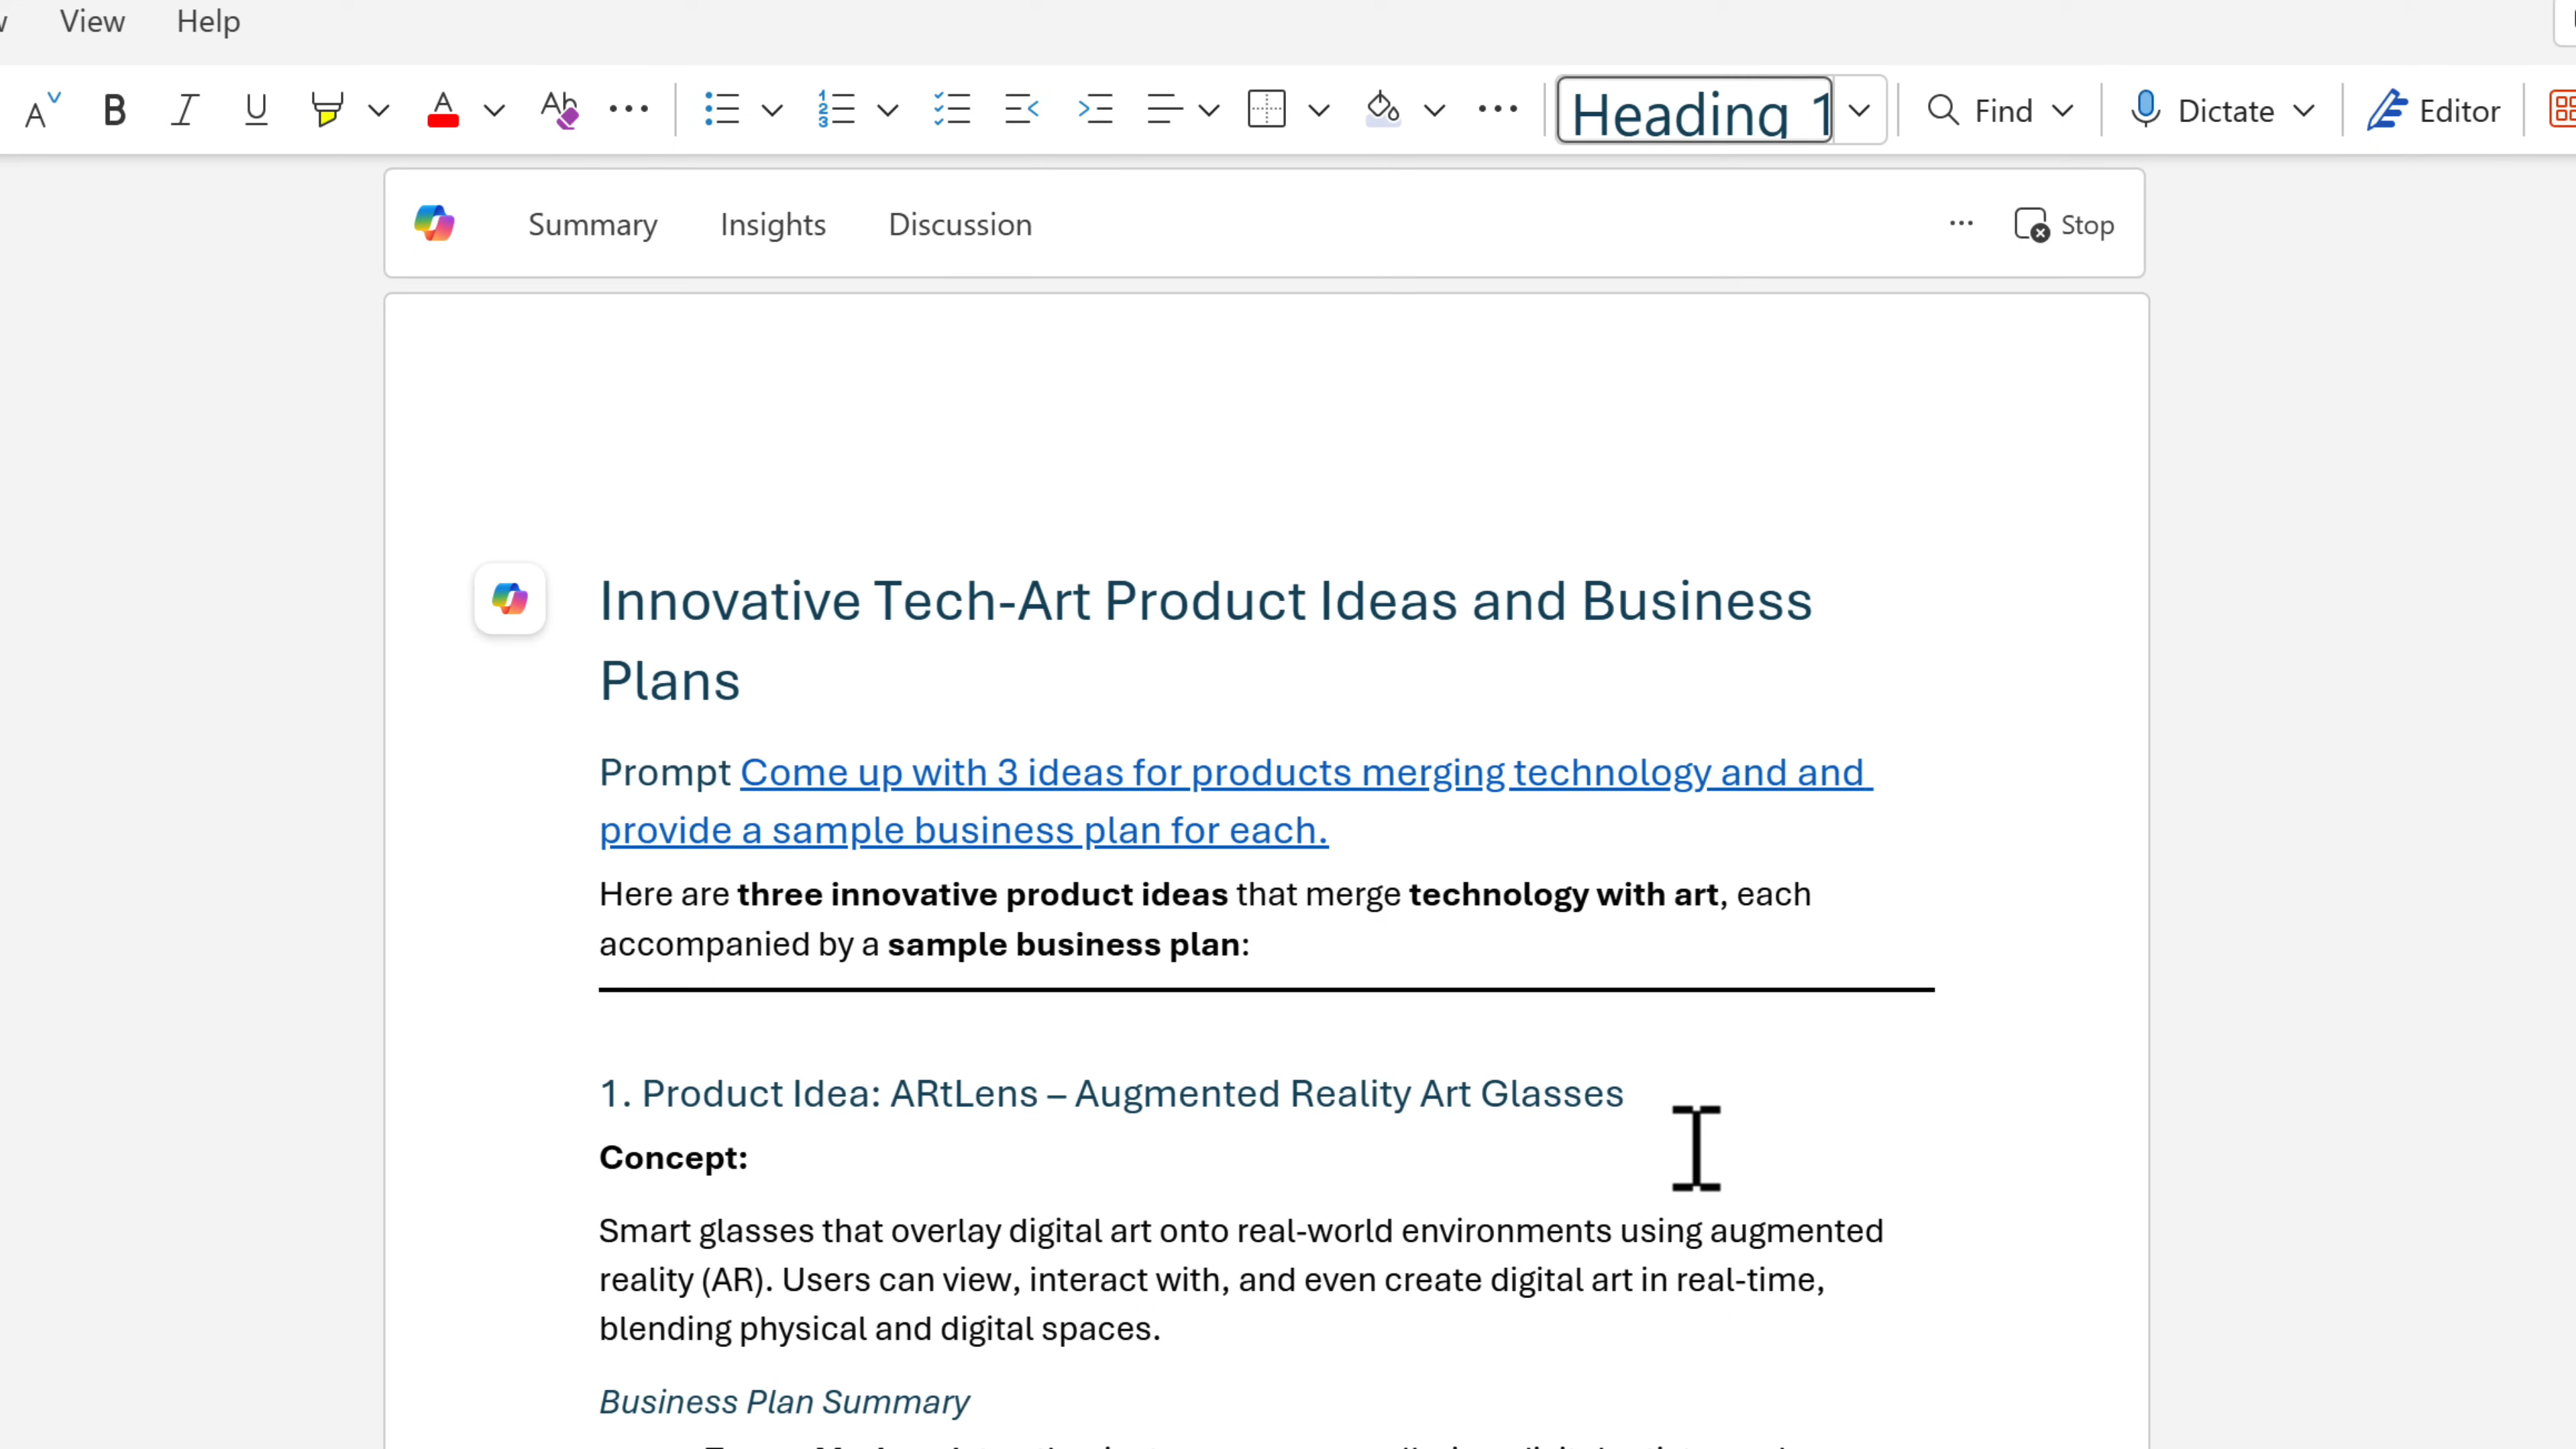 View Help
A B I U A Ab Heading 1 Find Dictate Editor
Summary Insights Discussion Stop
Innovative Tech-Art Product Ideas and Business
Plans
Prompt Come up with 3 ideas for products merging technology and and
provide a sample business plan for each.
Here are three innovative product ideas that merge technology with art, each
accompanied by a sample business plan:
1. Product Idea: ARtLens – Augmented Reality Art Glasses
Concept:
Smart glasses that overlay digital art onto real-world environments using augmented
reality (AR). Users can view, interact with, and even create digital art in real-time,
blending physical and digital spaces.
Business Plan Summary